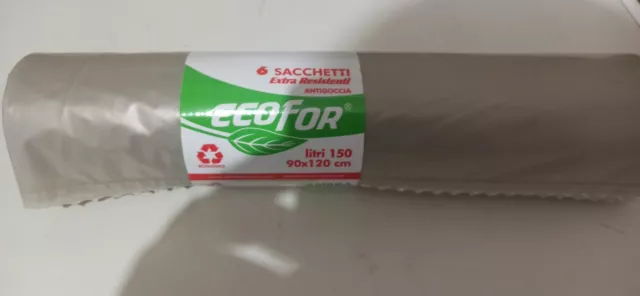 6 SACCHETTI
Extra Resistenti
ANTIGOCCIA
ECOFOR®
litri 150
90x120 cm